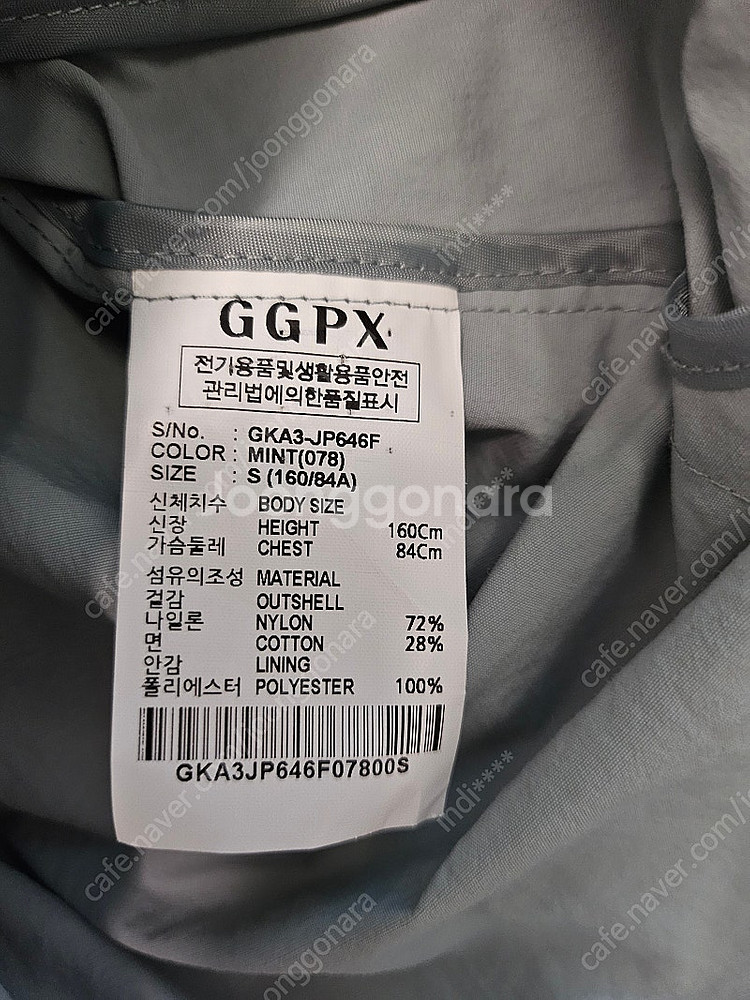 GGPX
전기용품및생활용품안전
관리법에의한품질표시
S/No. : GKA3-JP646F
COLOR : MINT(078)
SIZE : S (160/84A)
신체치수 BODY SIZE
신장 HEIGHT 160Cm
가슴둘레 CHEST 84Cm
섬유의조성 MATERIAL
겉감 OUTSHELL
나일론 NYLON 72%
면 COTTON 28%
안감 LINING
폴리에스터 POLYESTER 100%
GKA3JP646F07800S
joonggonara
cafe.naver.com/joonggonara
indi****